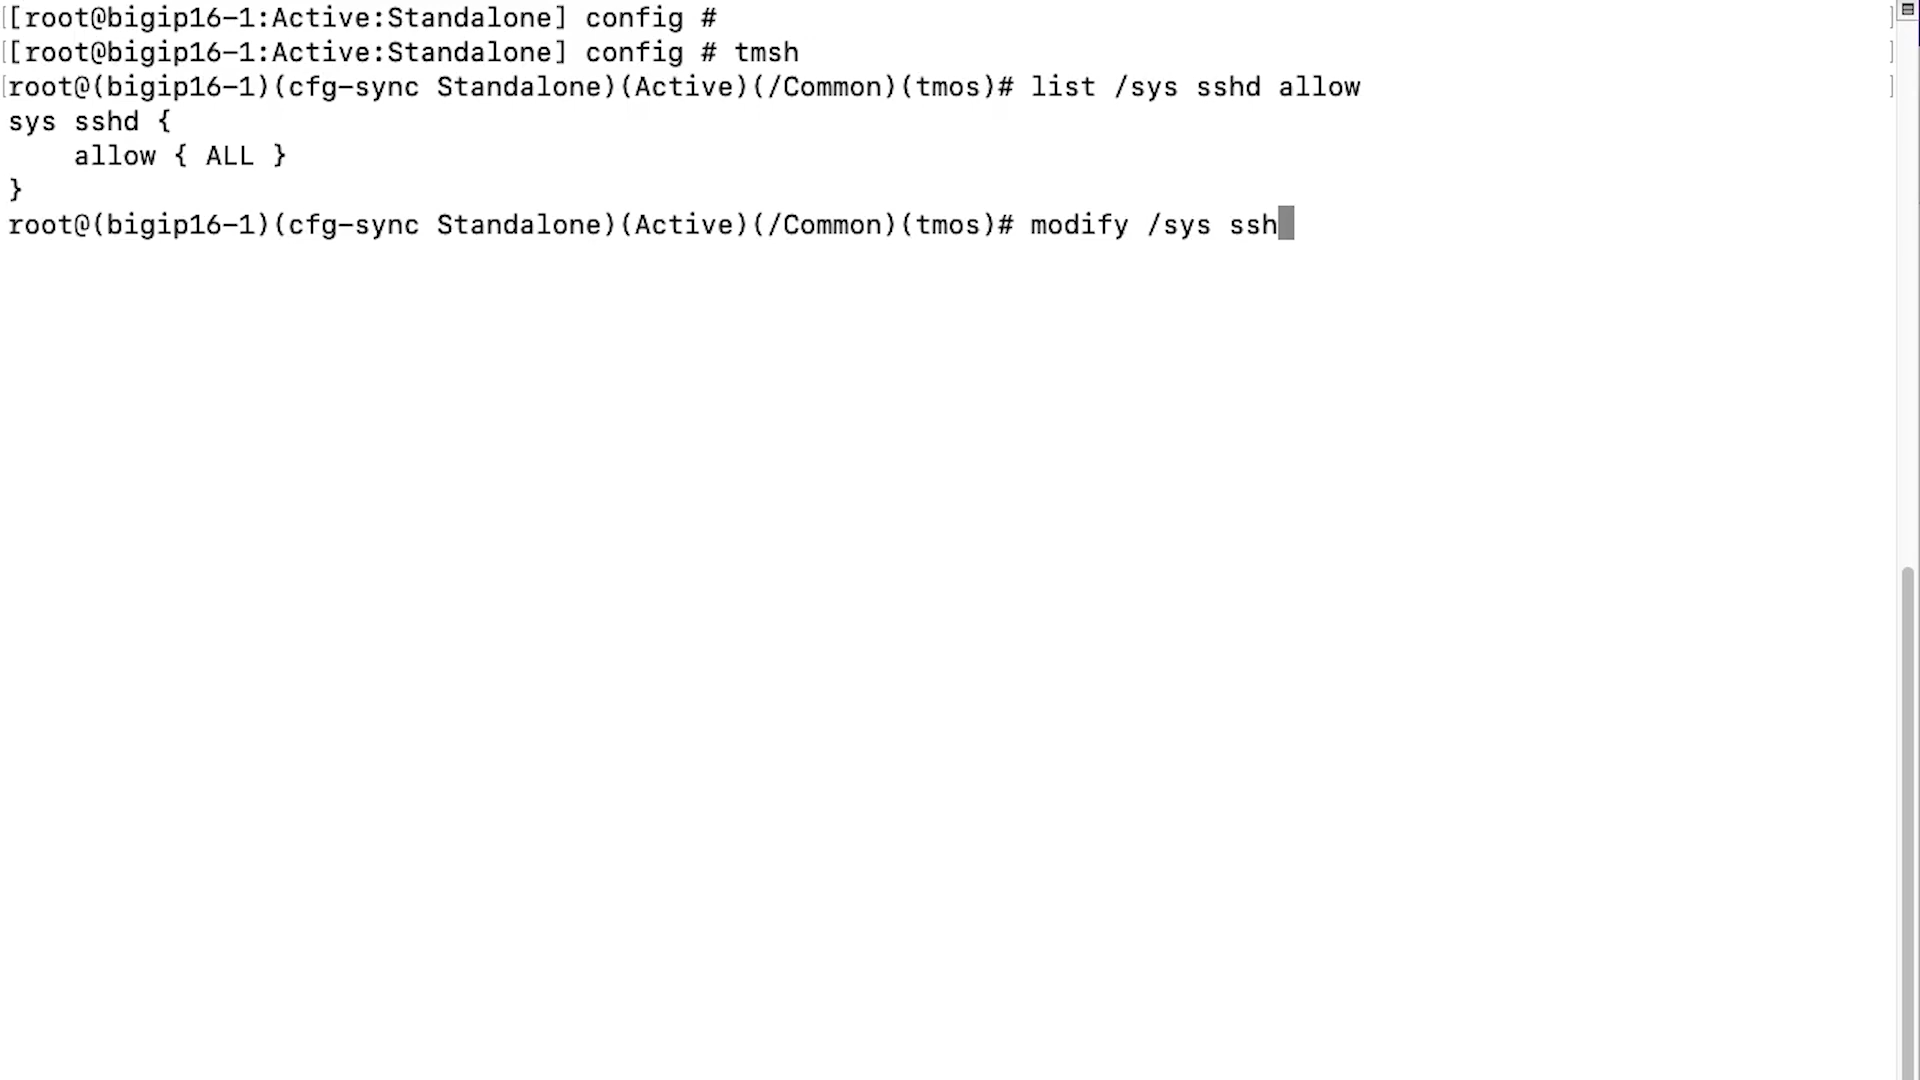 [[root@bigip16-1:Active:Standalone] config # ]
[[root@bigip16-1:Active:Standalone] config # tmsh ]
[root@(bigip16-1)(cfg-sync Standalone)(Active)(/Common)(tmos)# list /sys sshd allow ]
sys sshd {
    allow { ALL }
}
root@(bigip16-1)(cfg-sync Standalone)(Active)(/Common)(tmos)# modify /sys ssh